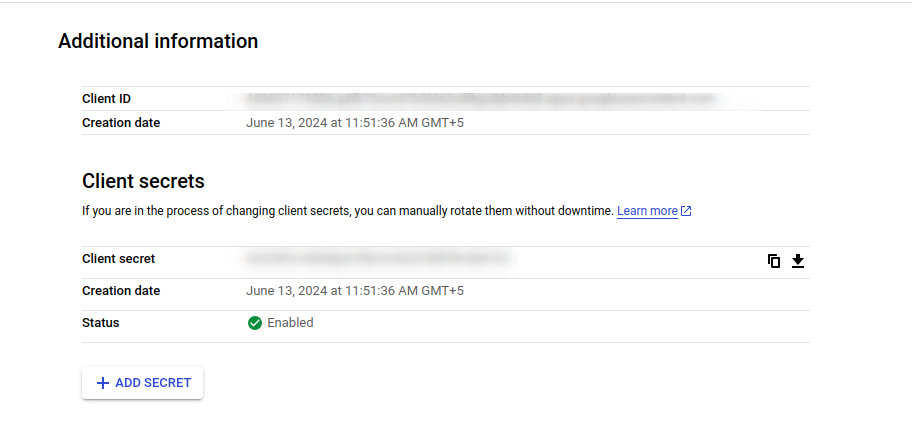 Additional information
Client ID
Creation date June 13, 2024 at 11:51:36 AM GMT+5
Client secrets
If you are in the process of changing client secrets, you can manually rotate them without downtime. Learn more
Client secret
Creation date June 13, 2024 at 11:51:36 AM GMT+5
Status Enabled
ADD SECRET